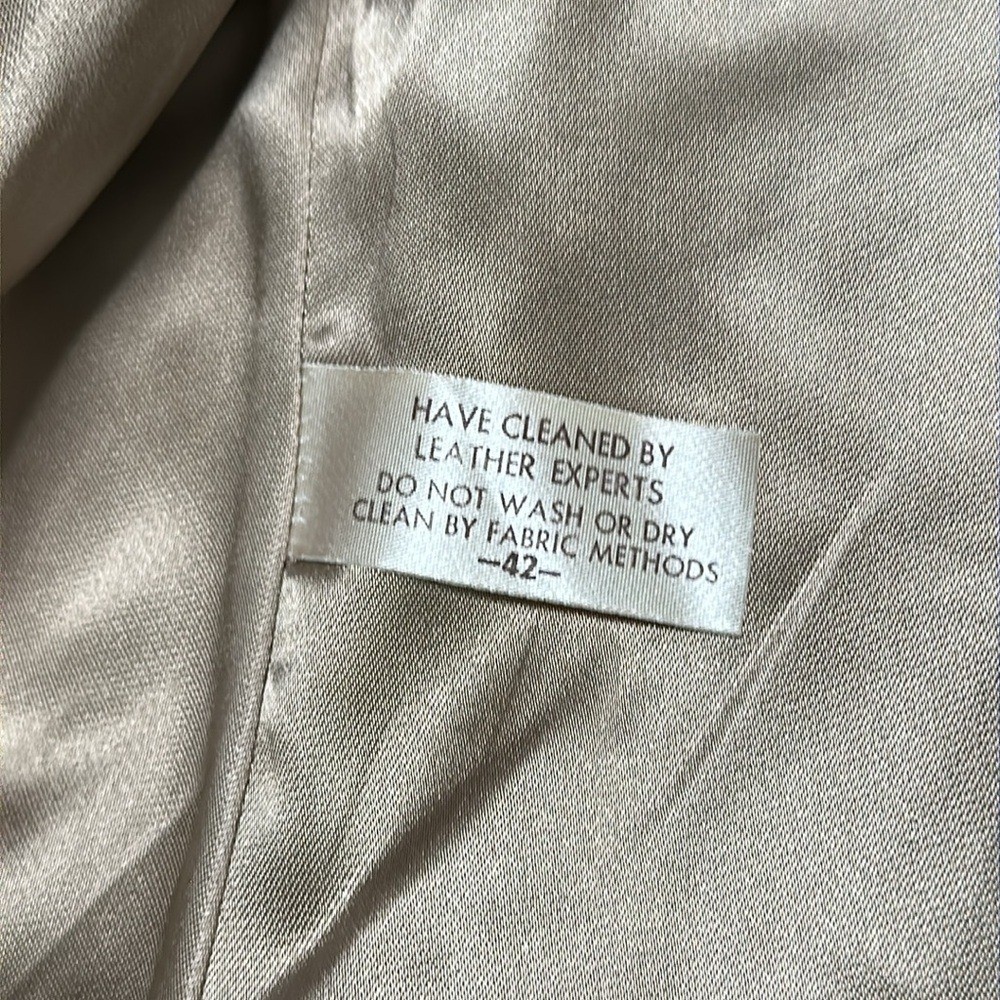 HAVE CLEANED BY
LEATHER EXPERTS
DO NOT WASH OR DRY
CLEAN BY FABRIC METHODS
—42—